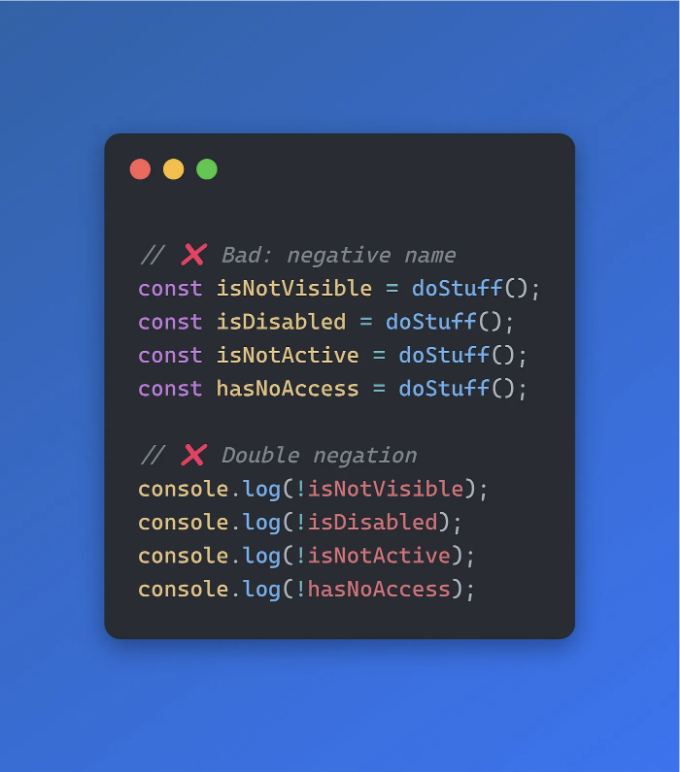 // ❌ Bad: negative name
const isNotVisible = doStuff();
const isDisabled = doStuff();
const isNotActive = doStuff();
const hasNoAccess = doStuff();
// ❌ Double negation
console.log(!isNotVisible);
console.log(!isDisabled);
console.log(!isNotActive);
console.log(!hasNoAccess);